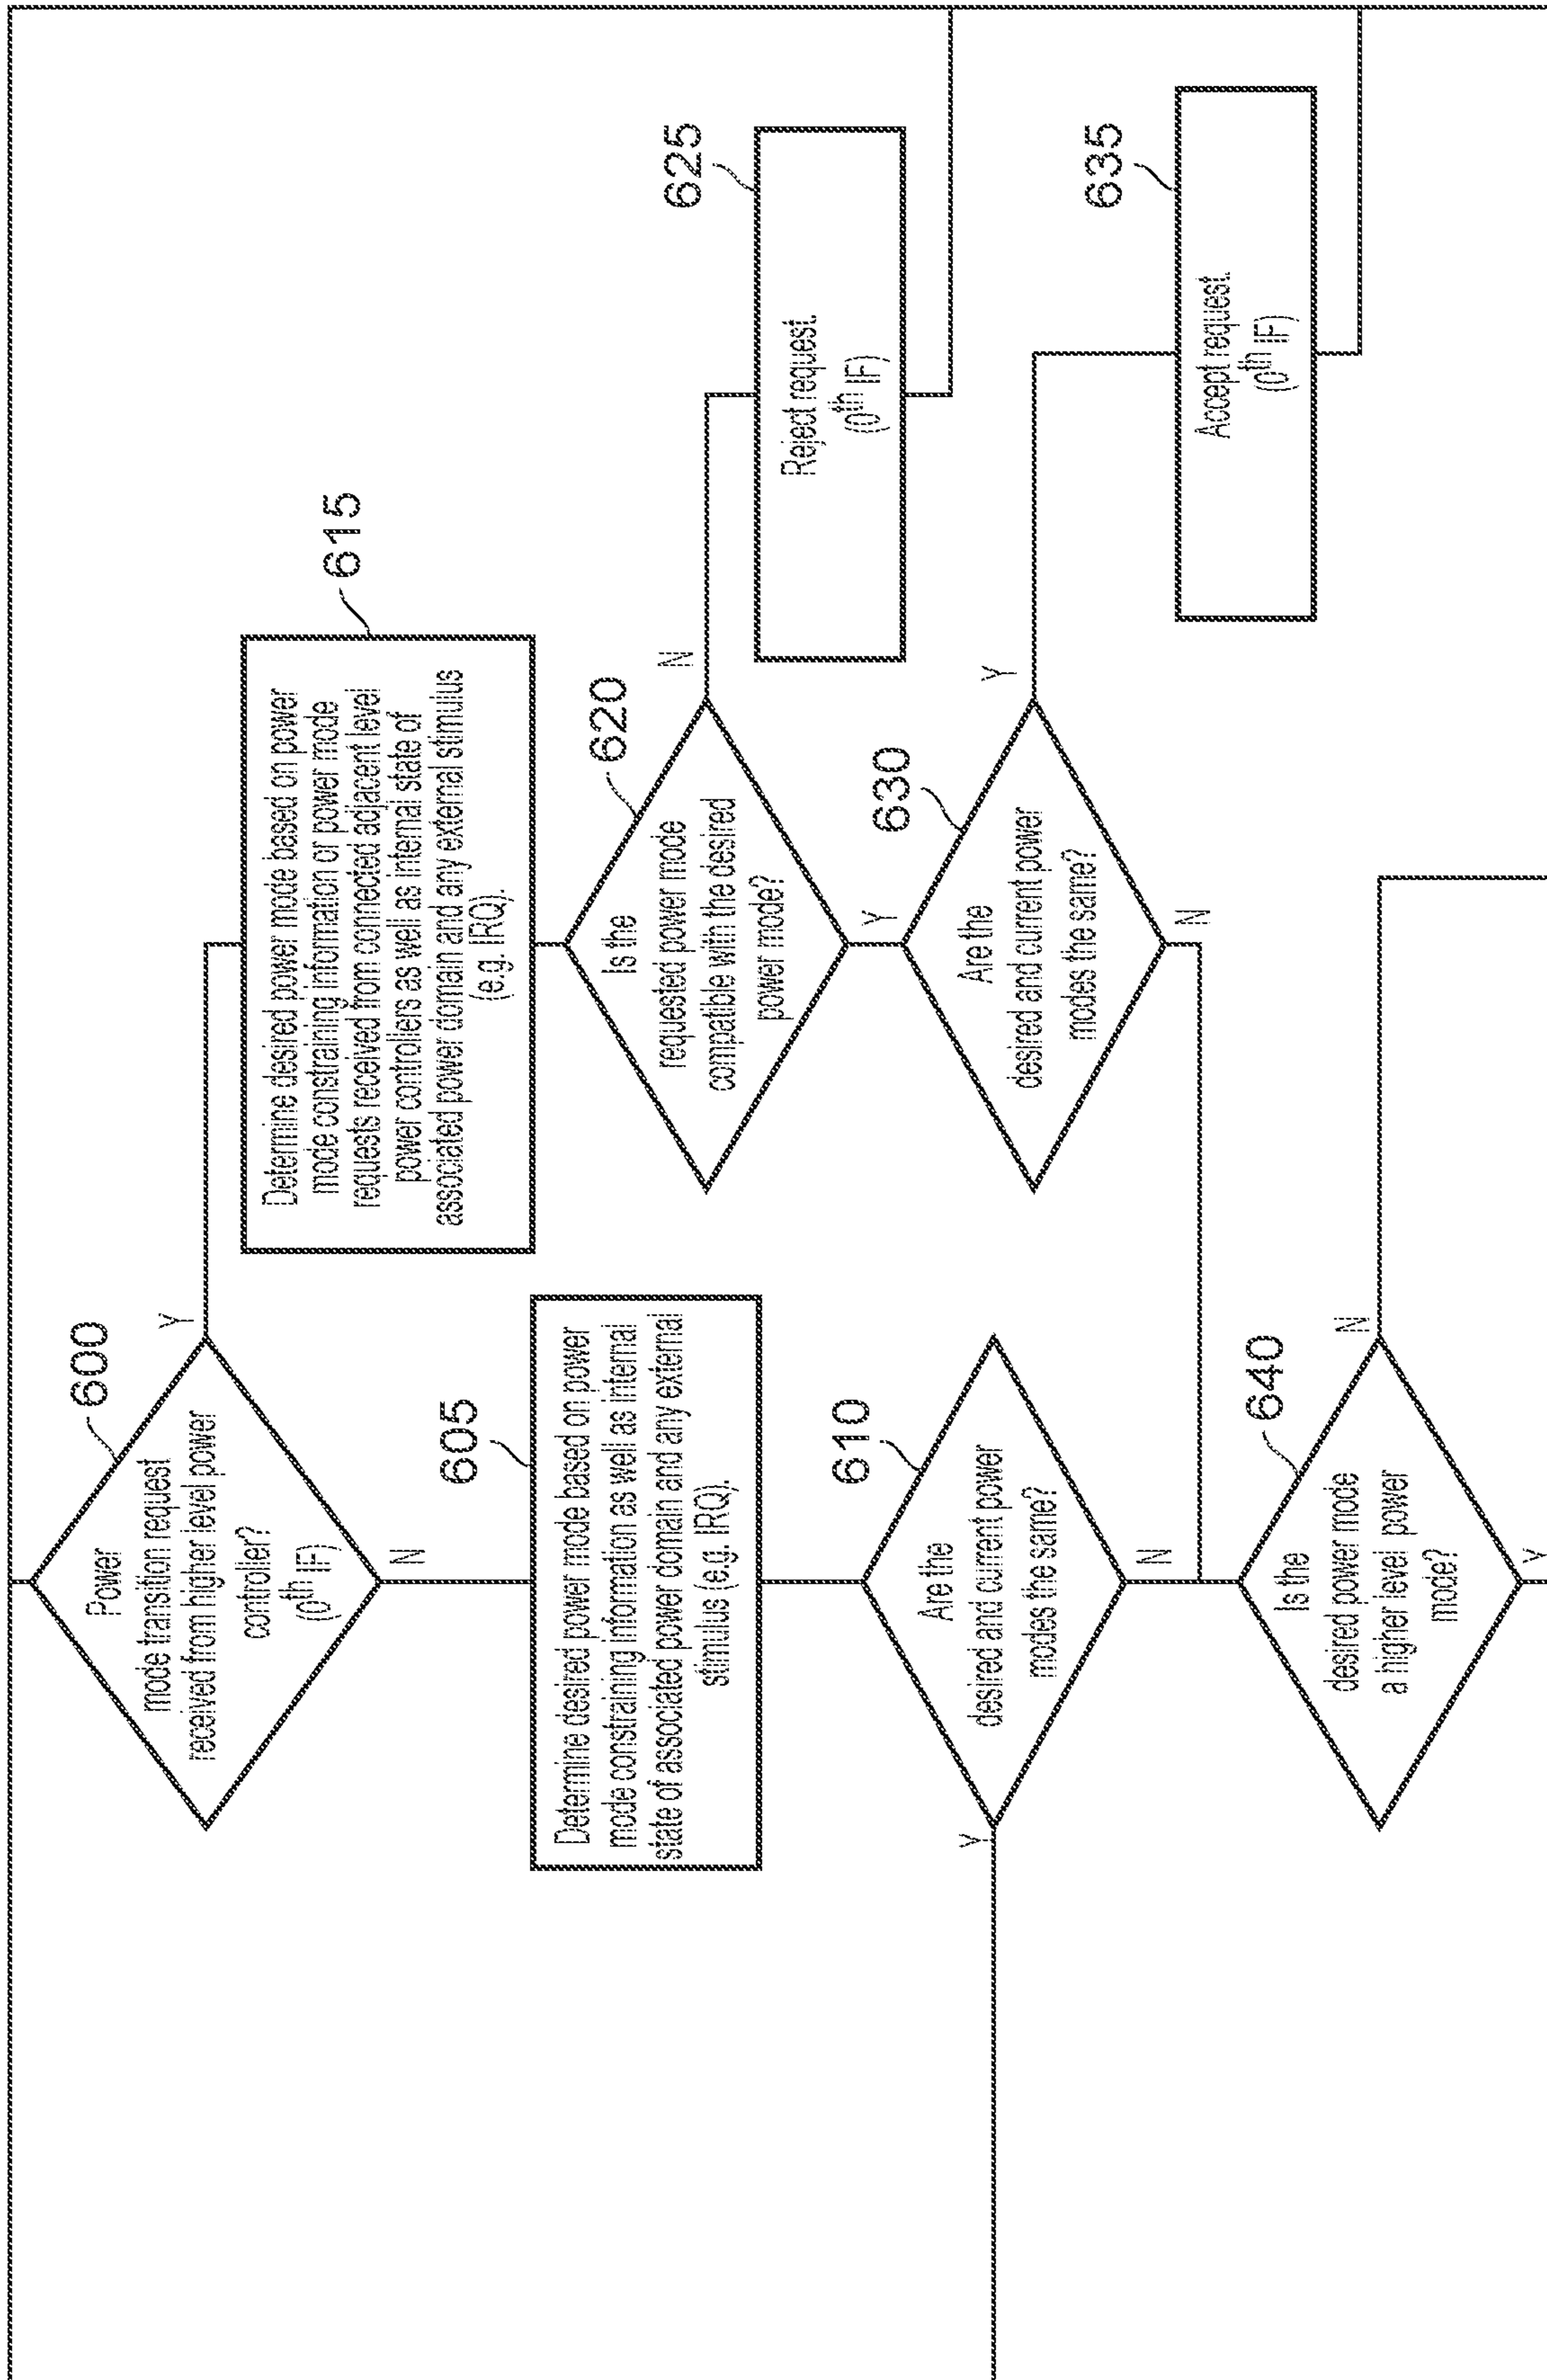 600
Power
mode transition request
received from higher level power
controller?
(0th IF)
Y
N
605
Determine desired power mode based on power
mode constraining information as well as internal
state of associated power domain and any external
stimulus (e.g. IRQ).
610
Are the
desired and current power
modes the same?
Y
N
615
Determine desired power mode based on power
mode constraining information or power mode
requests received from connected adjacent level
power controllers as well as internal state of
associated power domain and any external stimulus
(e.g. IRQ).
620
Is the
requested power mode
compatible with the desired
power mode?
N
Y
625
Reject request.
(0th IF)
630
Are the
desired and current power
modes the same?
Y
N
635
Accept request.
(0th IF)
640
Is the
desired power mode
a higher level power
mode?
N
Y